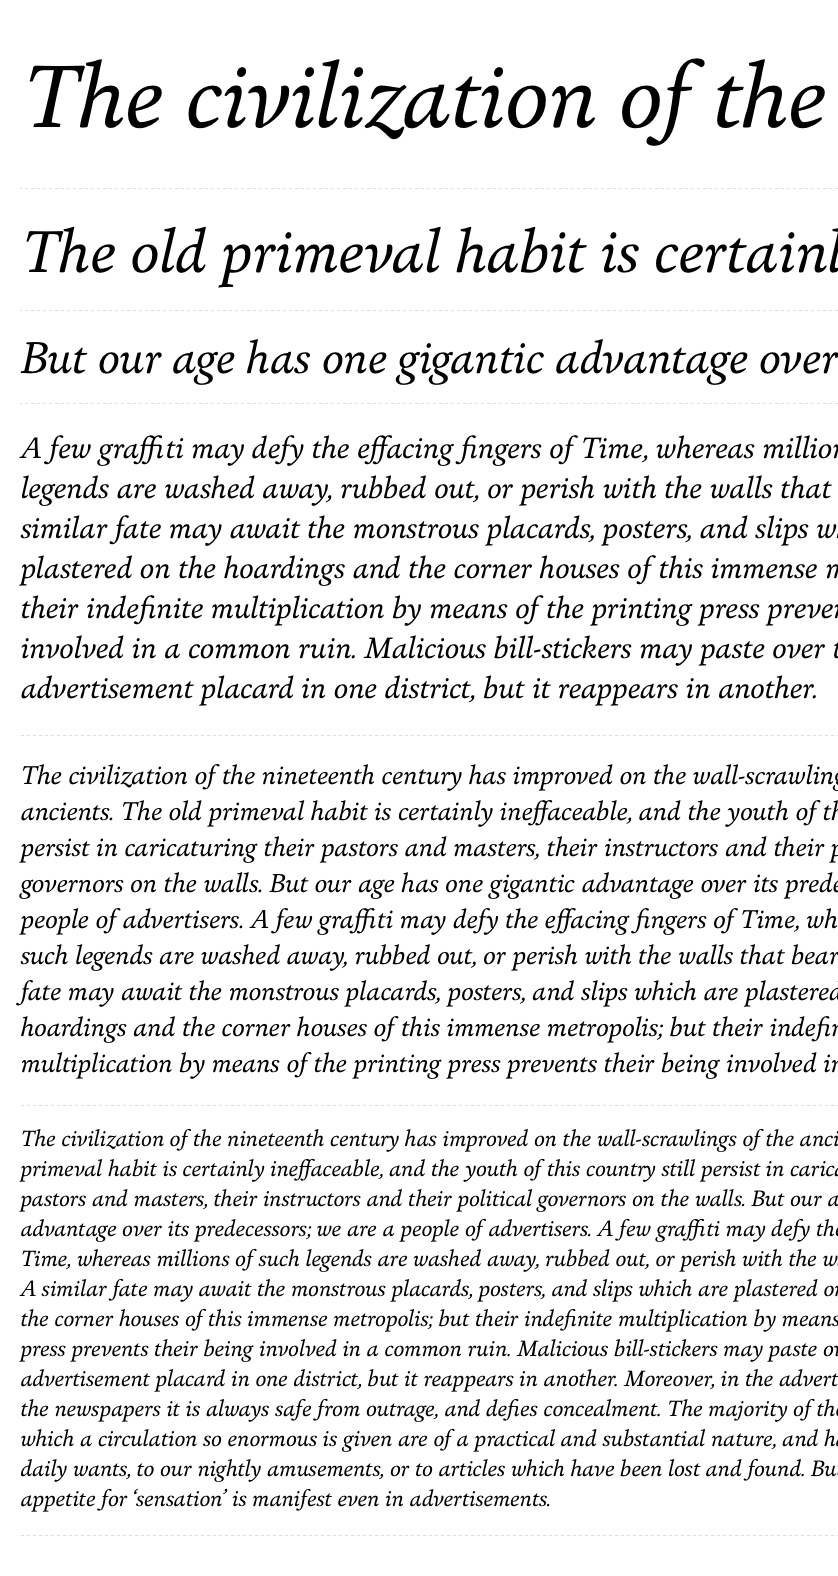 The civilization of the
The old primeval habit is certainl
But our age has one gigantic advantage over
A few graffiti may defy the effacing fingers of Time, whereas million
legends are washed away, rubbed out, or perish with the walls that
similar fate may await the monstrous placards, posters, and slips w
plastered on the hoardings and the corner houses of this immense m
their indefinite multiplication by means of the printing press preven
involved in a common ruin. Malicious bill-stickers may paste over t
advertisement placard in one district, but it reappears in another.
The civilization of the nineteenth century has improved on the wall-scrawling
ancients. The old primeval habit is certainly ineffaceable, and the youth of th
persist in caricaturing their pastors and masters, their instructors and their p
governors on the walls. But our age has one gigantic advantage over its prede
people of advertisers. A few graffiti may defy the effacing fingers of Time, wh
such legends are washed away, rubbed out, or perish with the walls that bear
fate may await the monstrous placards, posters, and slips which are plastered
hoardings and the corner houses of this immense metropolis; but their indefin
multiplication by means of the printing press prevents their being involved in
The civilization of the nineteenth century has improved on the wall-scrawlings of the anci
primeval habit is certainly ineffaceable, and the youth of this country still persist in carica
pastors and masters, their instructors and their political governors on the walls. But our a
advantage over its predecessors; we are a people of advertisers. A few graffiti may defy the
Time, whereas millions of such legends are washed away, rubbed out, or perish with the w
A similar fate may await the monstrous placards, posters, and slips which are plastered on
the corner houses of this immense metropolis; but their indefinite multiplication by means
press prevents their being involved in a common ruin. Malicious bill-stickers may paste ov
advertisement placard in one district, but it reappears in another. Moreover, in the advert
the newspapers it is always safe from outrage, and defies concealment. The majority of the
which a circulation so enormous is given are of a practical and substantial nature, and ha
daily wants, to our nightly amusements, or to articles which have been lost and found. Bu
appetite for ‘sensation’ is manifest even in advertisements.